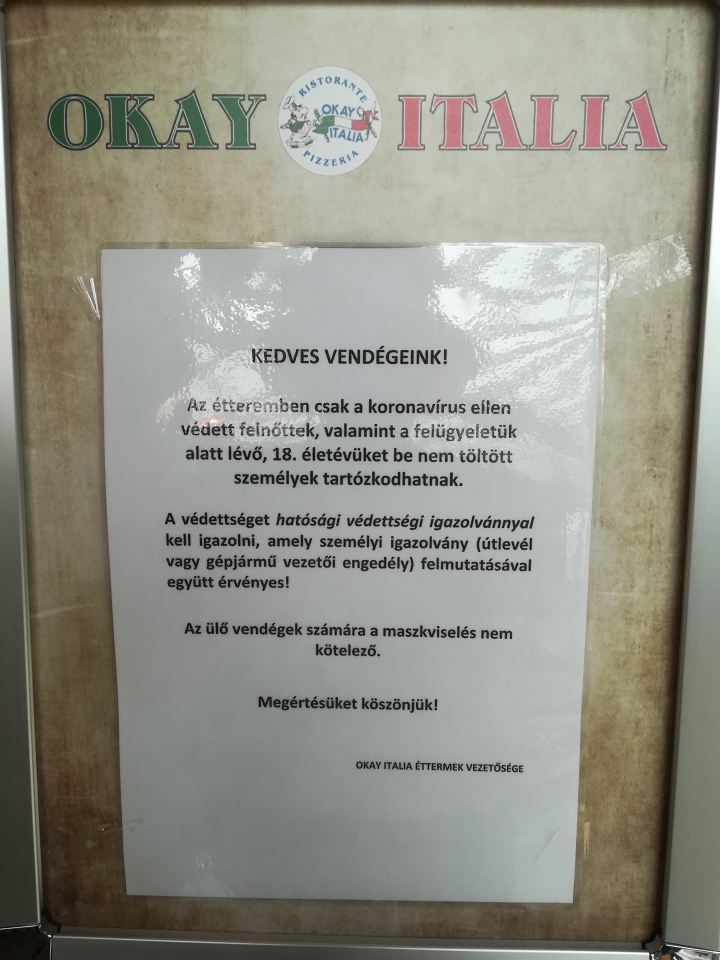 OKAY ITALIA
RISTORANTE
OKAY
ITALIA
PIZZERIA
KEDVES VENDÉGEINK!
Az étteremben csak a koronavírus ellen
védett felnőttek, valamint a felügyeletük
alatt lévő, 18. életévüket be nem töltött
személyek tartózkodhatnak.
A védettséget hatósági védettségi igazolvánnyal
kell igazolni, amely személyi igazolvány (útlevél
vagy gépjármű vezetői engedély) felmutatásával
együtt érvényes!
Az ülő vendégek számára a maszkviselés nem
kötelező.
Megértésüket köszönjük!
OKAY ITALIA ÉTTERMEK VEZETŐSÉGE